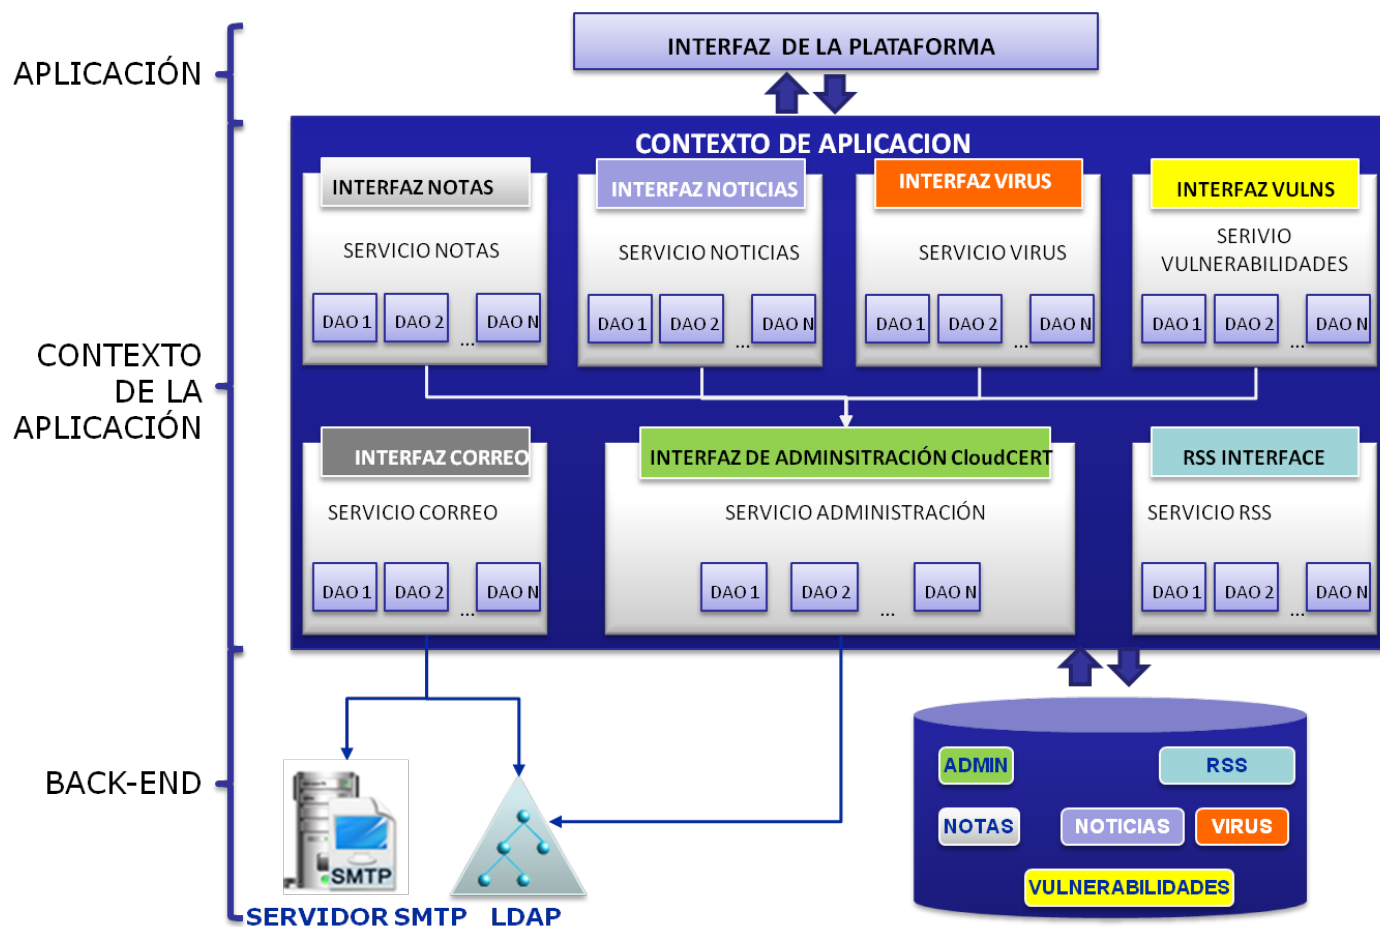 INTERFAZ DE LA PLATAFORMA
APLICACIÓN
CONTEXTO DE APLICACION
INTERFAZ NOTAS
INTERFAZ NOTICIAS
INTERFAZ VIRUS
INTERFAZ VULNS
SERVICIO NOTAS
SERVICIO NOTICIAS
SERVICIO VIRUS
SERIVIO
VULNERABILIDADES
DAO 1 DAO 2 ... DAO N
DAO 1 DAO 2 ... DAO N
DAO 1 DAO 2 ... DAO N
DAO 1 DAO 2 ... DAO N
CONTEXTO
DE LA
APLICACIÓN
INTERFAZ CORREO
INTERFAZ DE ADMINSITRACIÓN CloudCERT
RSS INTERFACE
SERVICIO CORREO
SERVICIO ADMINISTRACIÓN
SERVICIO RSS
DAO 1 DAO 2 ... DAO N
DAO 1 DAO 2 ... DAO N
DAO 1 DAO 2 ... DAO N
BACK-END
ADMIN
RSS
NOTAS
NOTICIAS
VIRUS
VULNERABILIDADES
SMTP
SERVIDOR SMTP
LDAP